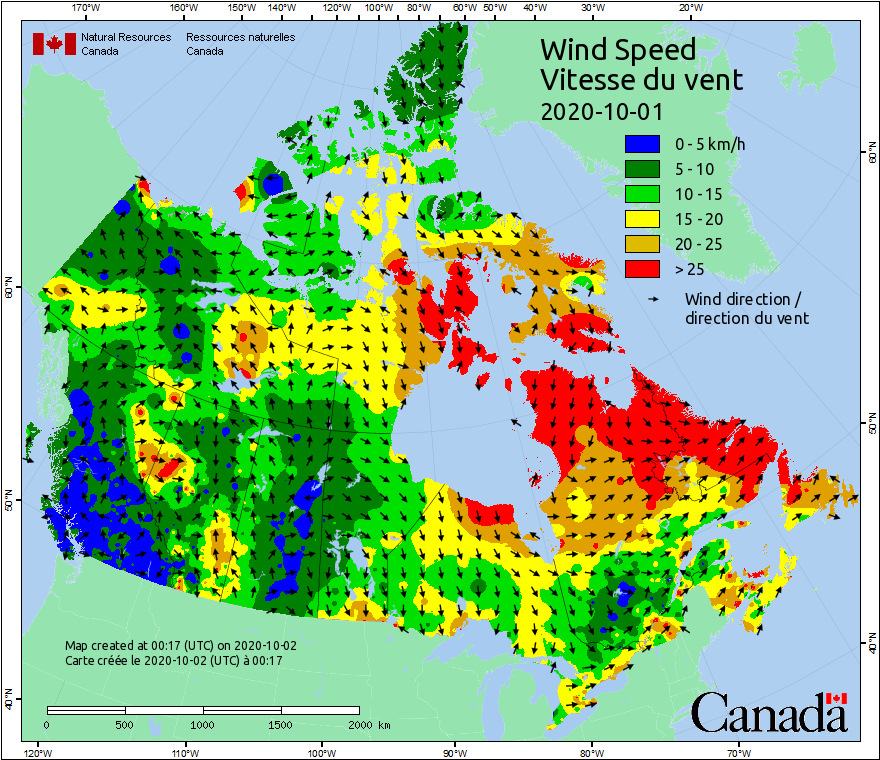 170°W 160°W 150°W 140°W 120°W 100°W 80°W 60°W 50°W 40°W 30°W 20°W
Natural Resources Canada
Ressources naturelles Canada
Wind Speed
Vitesse du vent
2020-10-01
0 - 5 km/h
5 - 10
10 - 15
15 - 20
20 - 25
> 25
Wind direction /
direction du vent
60°N
50°N
40°N
60°N
50°N
40°N
Map created at 00:17 (UTC) on 2020-10-02
Carte créée le 2020-10-02 (UTC) à 00:17
0 500 1000 1500 2000 km
Canada
120°W 110°W 100°W 90°W 80°W 70°W